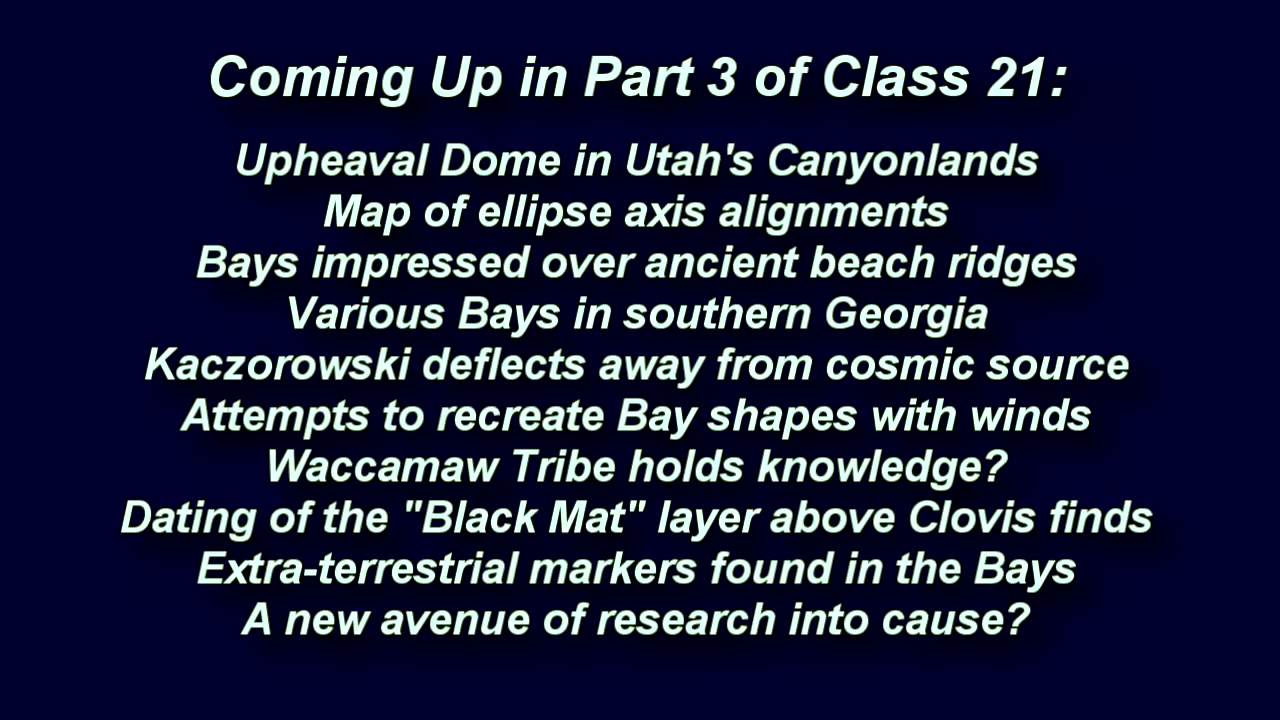 Coming Up in Part 3 of Class 21:
Upheaval Dome in Utah's Canyonlands
Map of ellipse axis alignments
Bays impressed over ancient beach ridges
Various Bays in southern Georgia
Kaczorowski deflects away from cosmic source
Attempts to recreate Bay shapes with winds
Waccamaw Tribe holds knowledge?
Dating of the "Black Mat" layer above Clovis finds
Extra-terrestrial markers found in the Bays
A new avenue of research into cause?